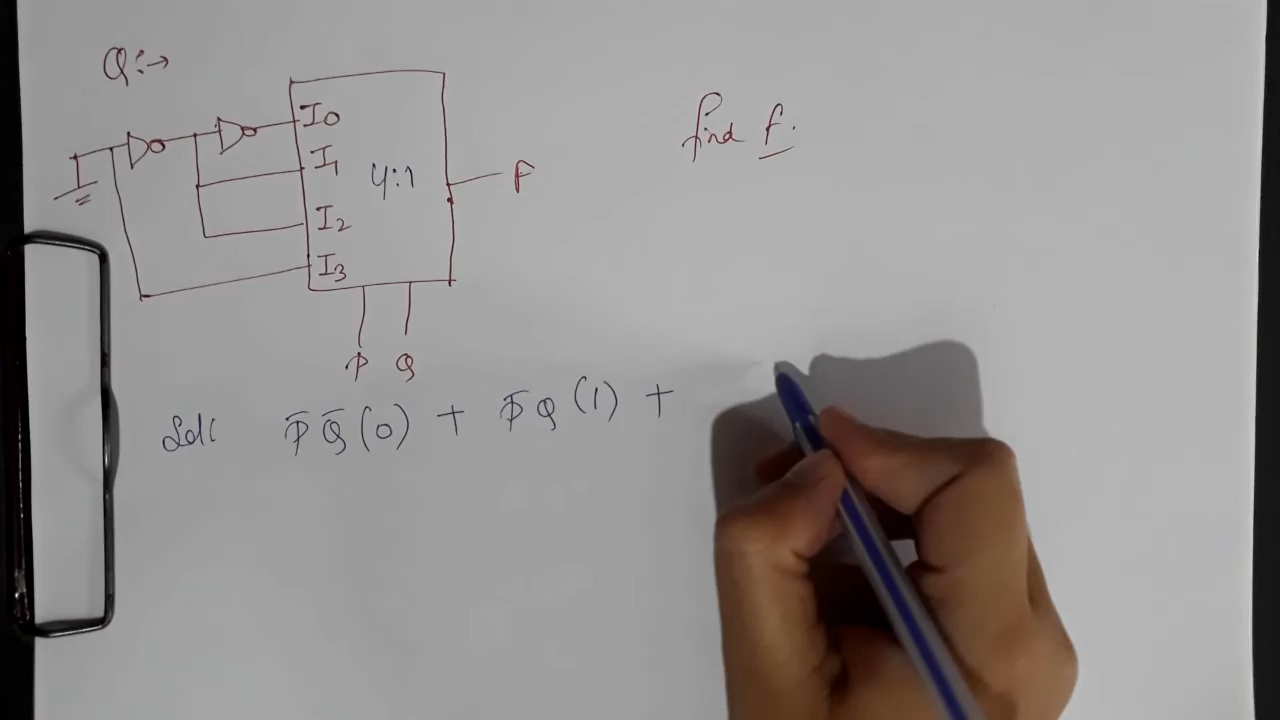 Q:→
I0
I1
I2
I3
4:1
F
find f.
P Q
Sol:
P̅ Q̅ (0) + P̅ Q (1) +